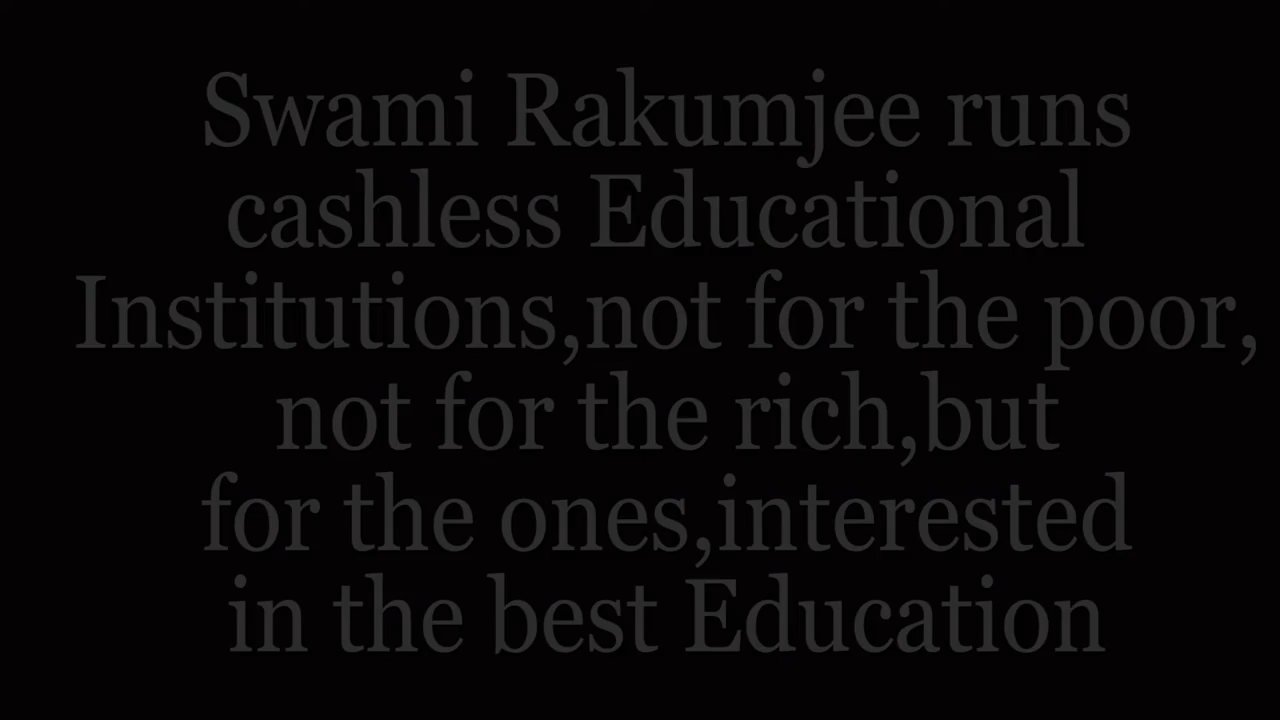 Swami Rakumjee runs
cashless Educational
Institutions,not for the poor,
not for the rich,but
for the ones,interested
in the best Education